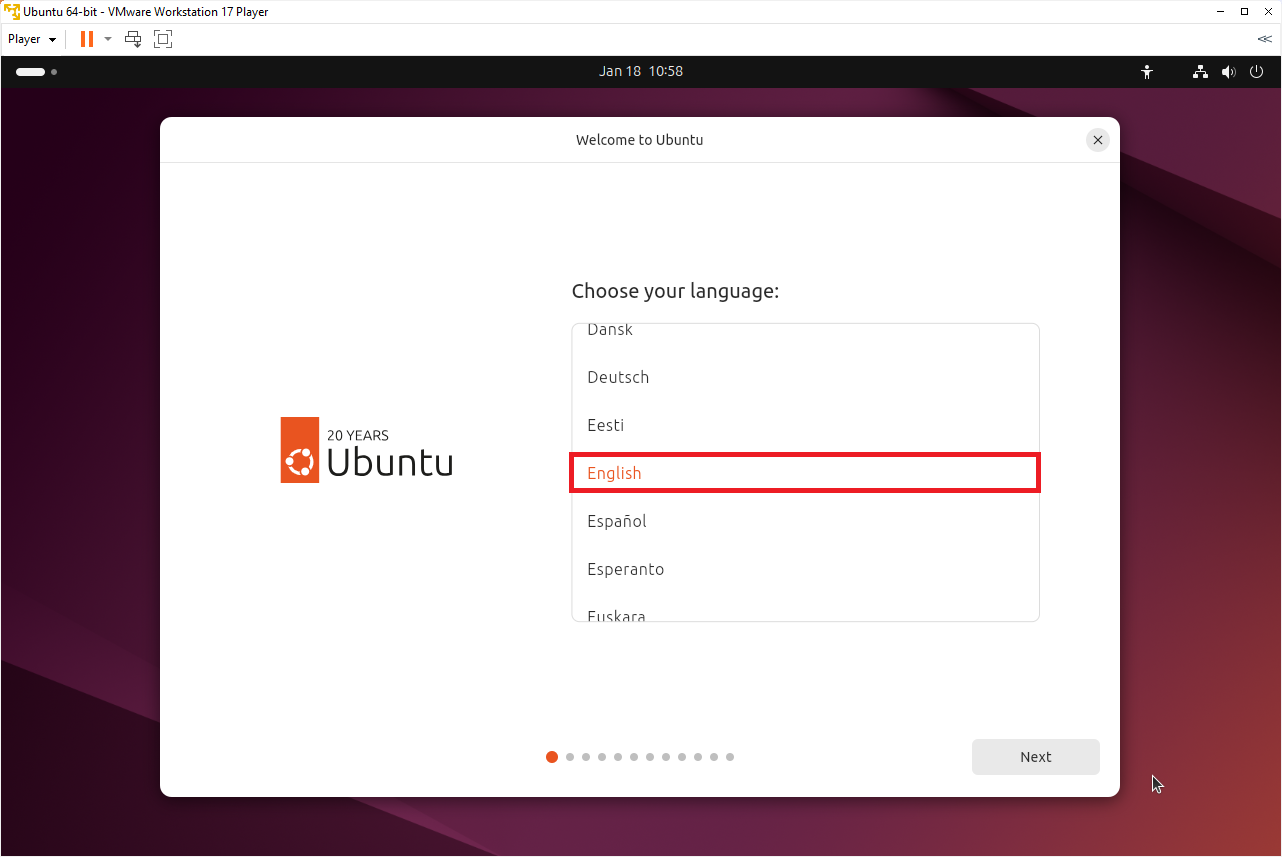 Ubuntu 64-bit - VMware Workstation 17 Player
Player
Jan 18 10:58
Welcome to Ubuntu
Choose your language:
Dansk
Deutsch
Eesti
English
Español
Esperanto
Euskara
20 YEARS
Ubuntu
Next